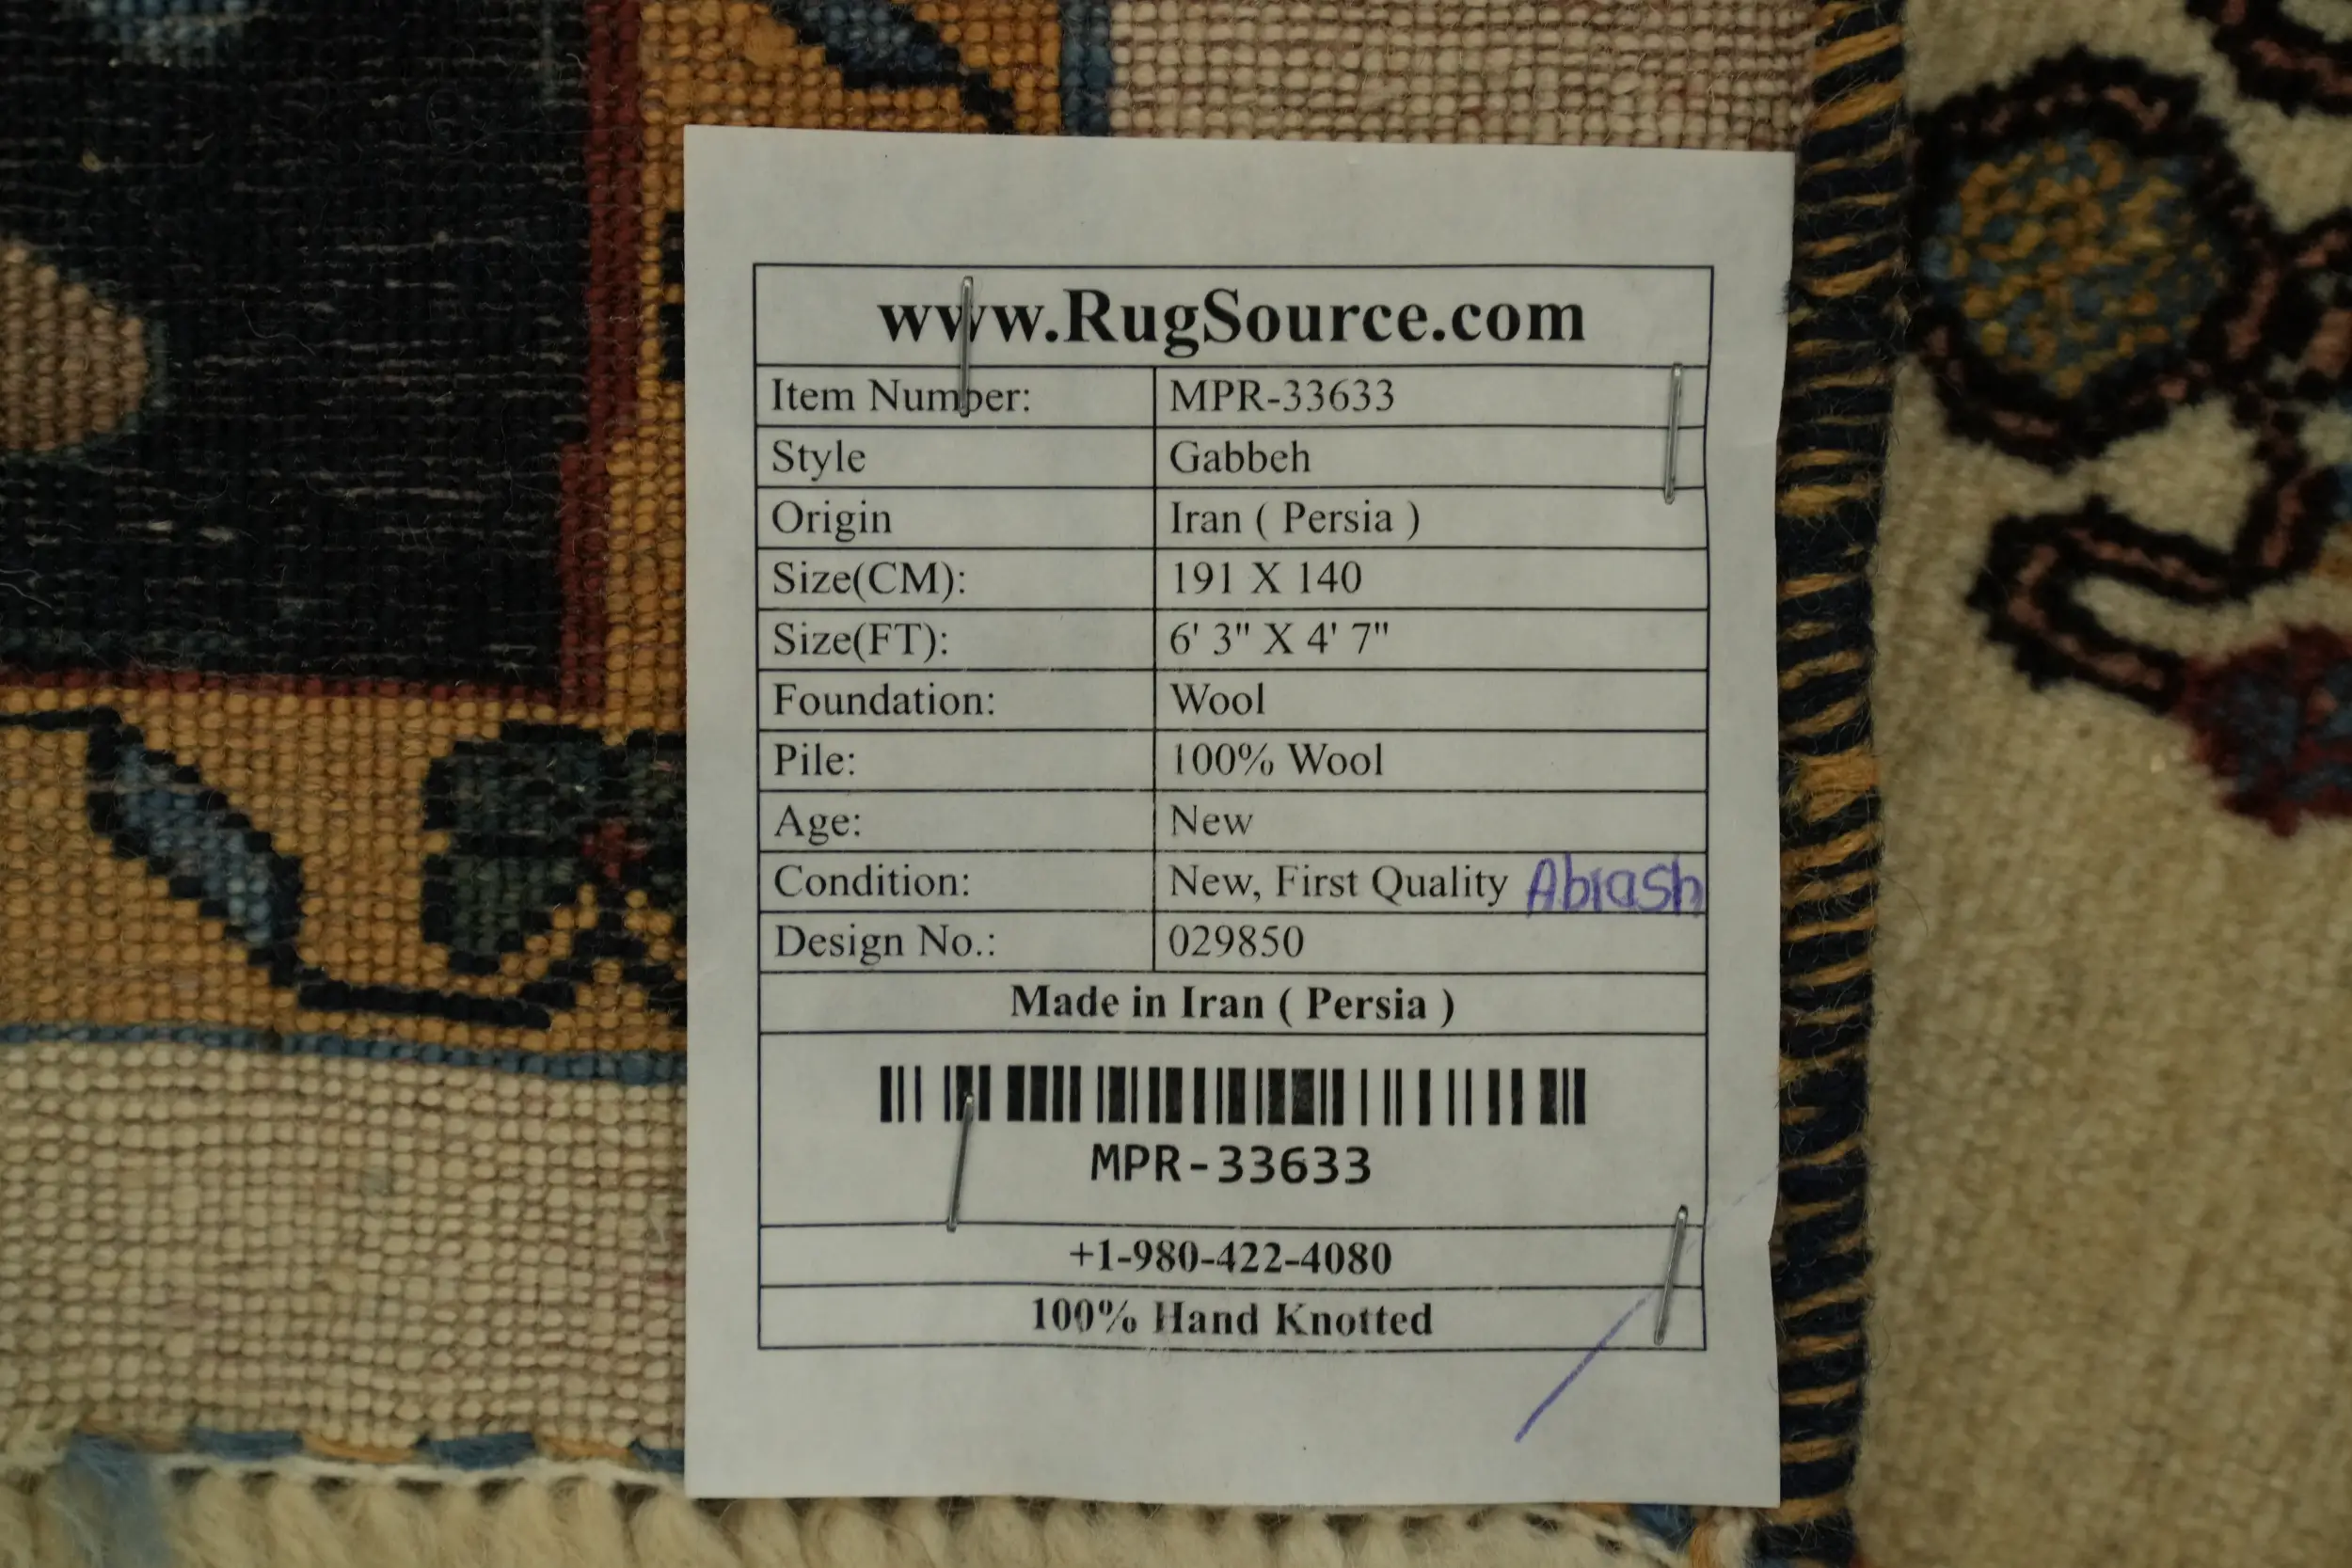 www.RugSource.com
Item Number: MPR-33633
Style Gabbeh
Origin Iran ( Persia )
Size(CM): 191 X 140
Size(FT): 6' 3" X 4' 7"
Foundation: Wool
Pile: 100% Wool
Age: New
Condition: New, First Quality Abrash
Design No.: 029850
Made in Iran ( Persia )
MPR-33633
+1-980-422-4080
100% Hand Knotted